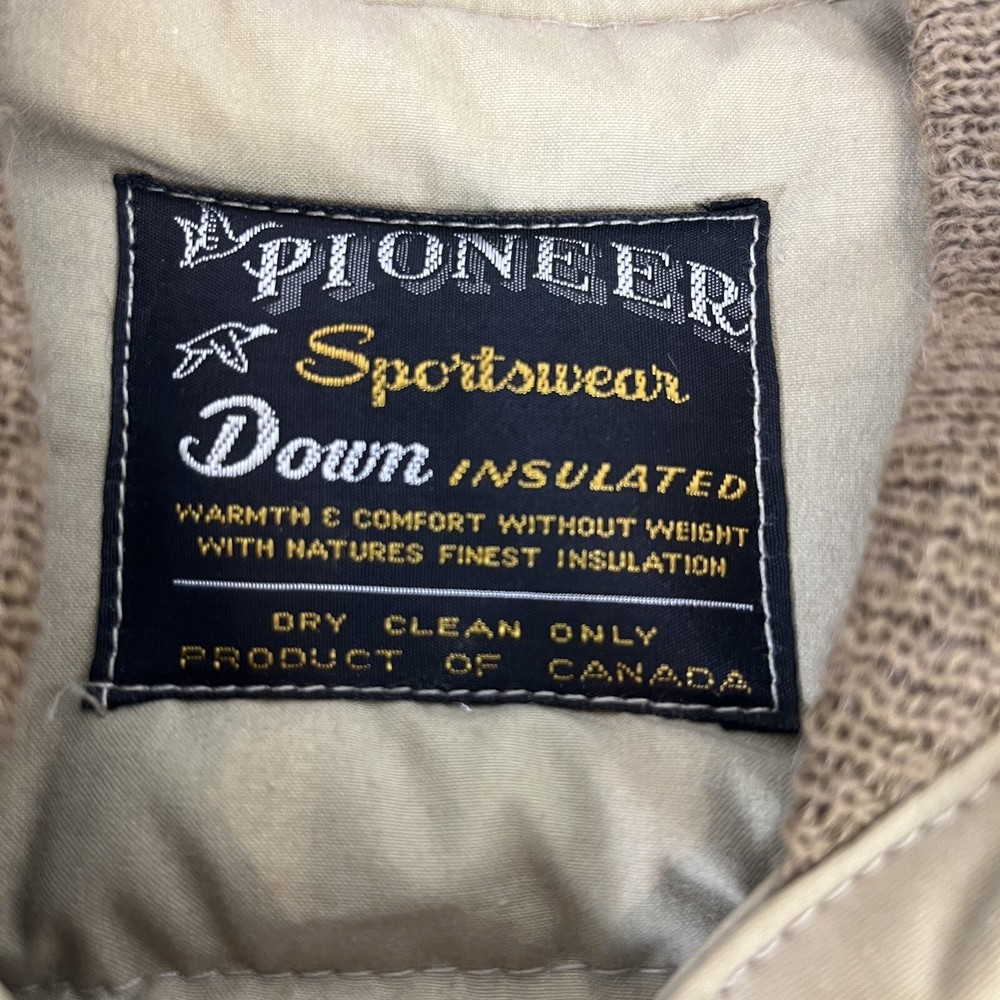 PIONEER
Sportswear
Down INSULATED
WARMTH & COMFORT WITHOUT WEIGHT
WITH NATURES FINEST INSULATION
DRY CLEAN ONLY
PRODUCT OF CANADA